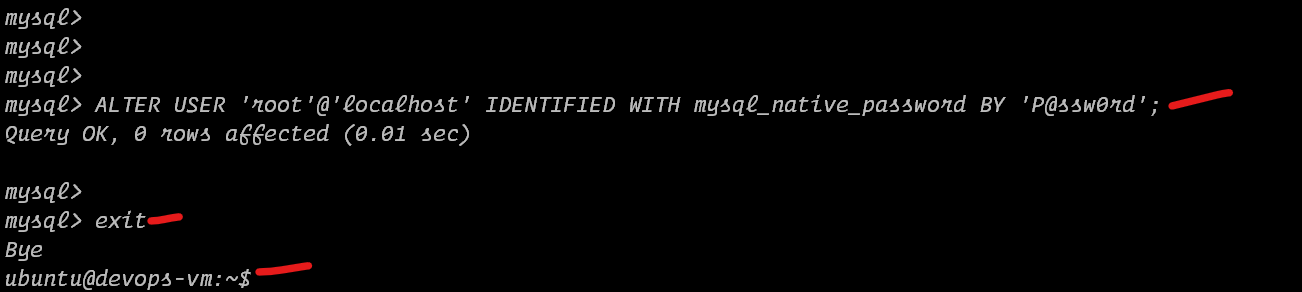 mysql>
mysql>
mysql>
mysql> ALTER USER 'root'@'localhost' IDENTIFIED WITH mysql_native_password BY 'P@ssw0rd';
Query OK, 0 rows affected (0.01 sec)
mysql>
mysql> exit
Bye
ubuntu@devops-vm:~$